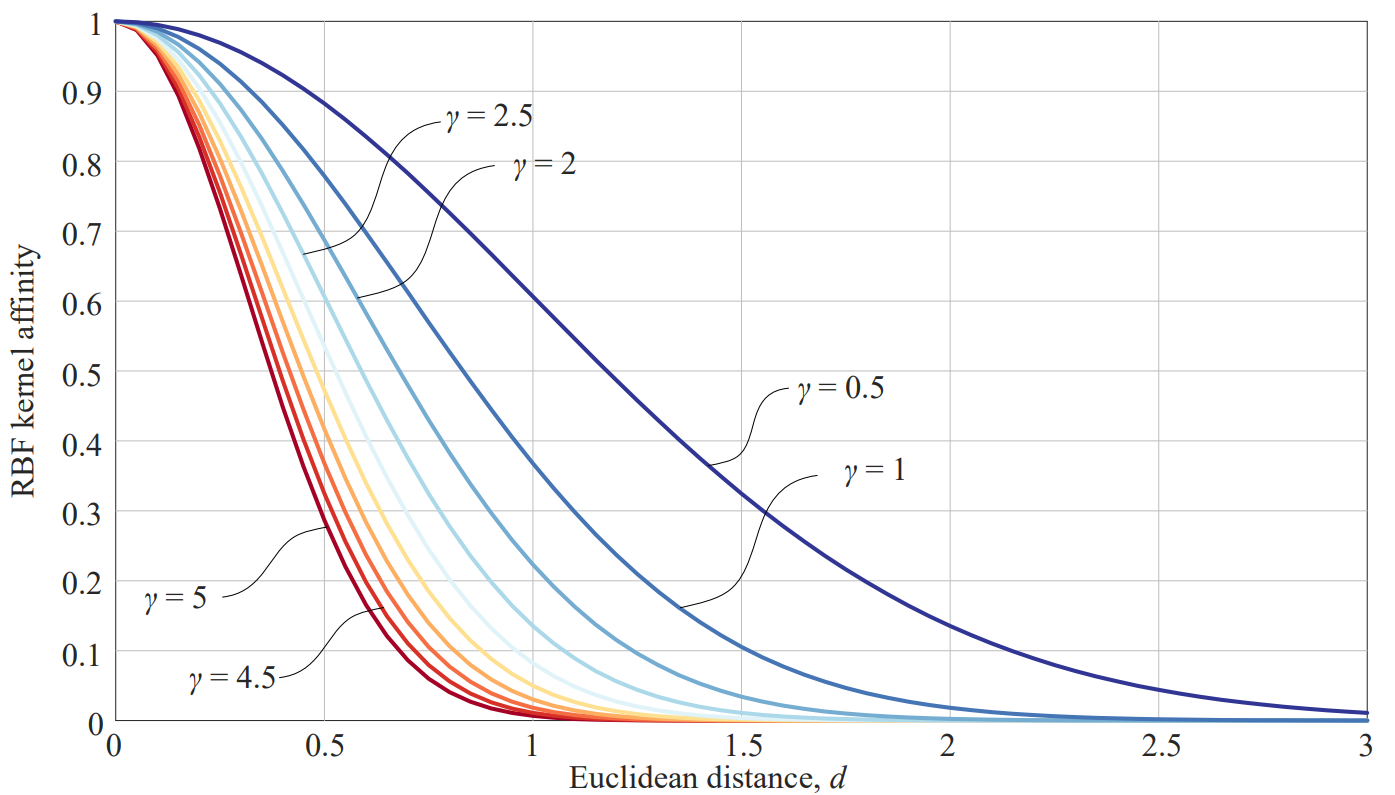 1
0.9
0.8
0.7
0.6
0.5
0.4
0.3
0.2
0.1
0
RBF kernel affinity
γ = 2.5
γ = 2
γ = 0.5
γ = 1
γ = 5
γ = 4.5
0 0.5 1 1.5 2 2.5 3
Euclidean distance, d